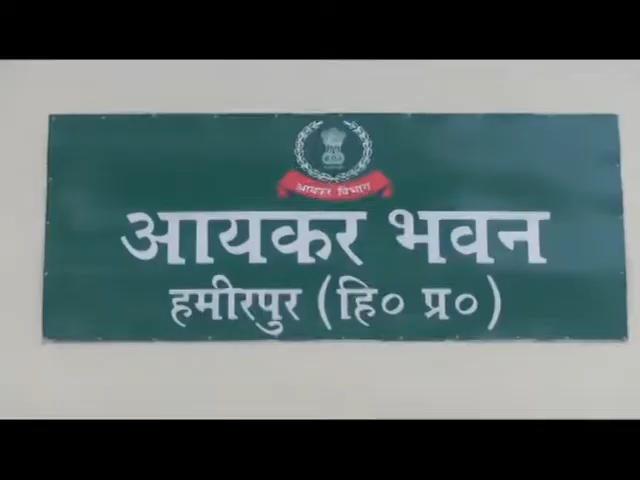 आयकर विभाग
आयकर भवन
हमीरपुर (हि० प्र०)